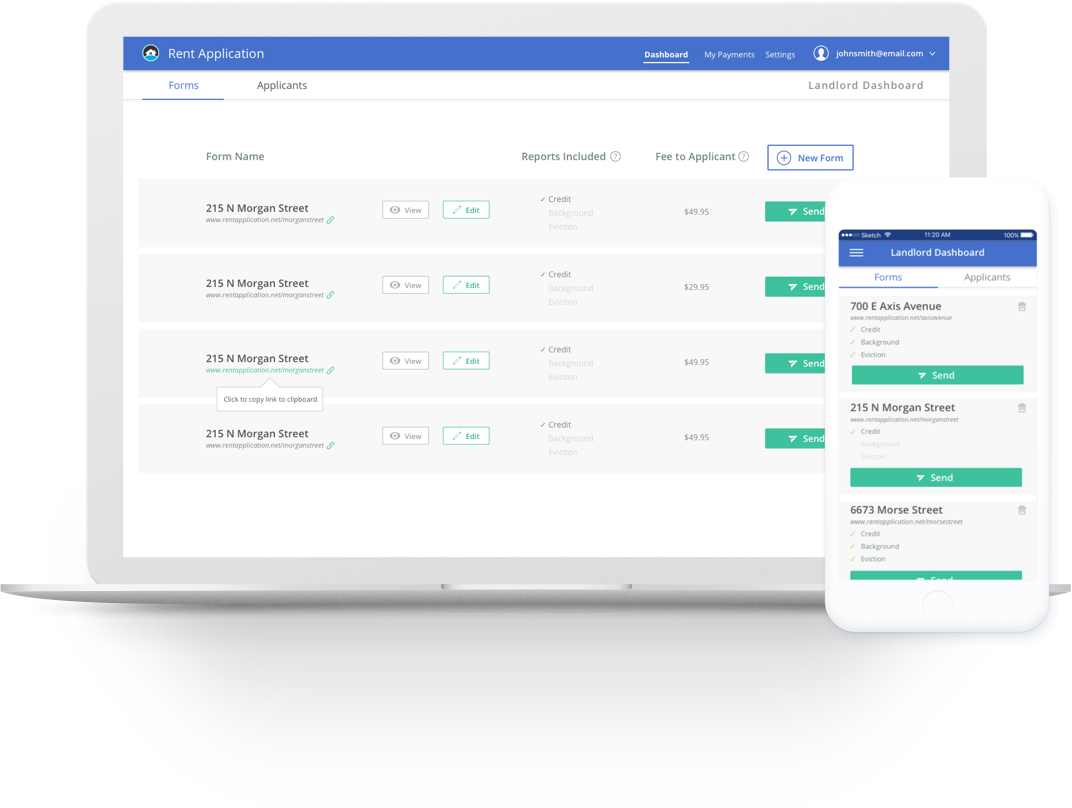 Rent Application
Dashboard
My Payments
Settings
johnsmith@email.com
Forms
Applicants
Landlord Dashboard
Form Name
Reports Included ?
Fee to Applicant ?
New Form
215 N Morgan Street
www.rentapplication.net/morganstreet
View
Edit
✓ Credit
Background
Eviction
$49.95
Send
215 N Morgan Street
www.rentapplication.net/morganstreet
View
Edit
✓ Credit
Background
Eviction
$29.95
Send
215 N Morgan Street
www.rentapplication.net/morganstreet
Click to copy link to clipboard
View
Edit
✓ Credit
Background
Eviction
$49.95
Send
215 N Morgan Street
www.rentapplication.net/morganstreet
View
Edit
✓ Credit
Background
Eviction
$49.95
Send
Sketch
11:20 AM
100%
Landlord Dashboard
Forms
Applicants
700 E Axis Avenue
www.rentapplication.net/axisavenue
✓ Credit
✓ Background
✓ Eviction
Send
215 N Morgan Street
www.rentapplication.net/morganstreet
✓ Credit
Background
Eviction
Send
6673 Morse Street
www.rentapplication.net/morsestreet
✓ Credit
✓ Background
✓ Eviction
Send